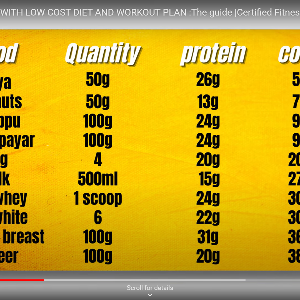 WITH LOW COST DIET AND WORKOUT PLAN :The guide |Certified Fitnes
od Quantity protein co
ya 50g 26g 5
nuts 50g 13g 7
ppu 100g 24g 9
payar 100g 24g 9
g 4 20g 20
lk 500ml 15g 27
whey 1 scoop 24g 30
white 6 22g 30
breast 100g 31g 36
eer 100g 20g 38
Scroll for details